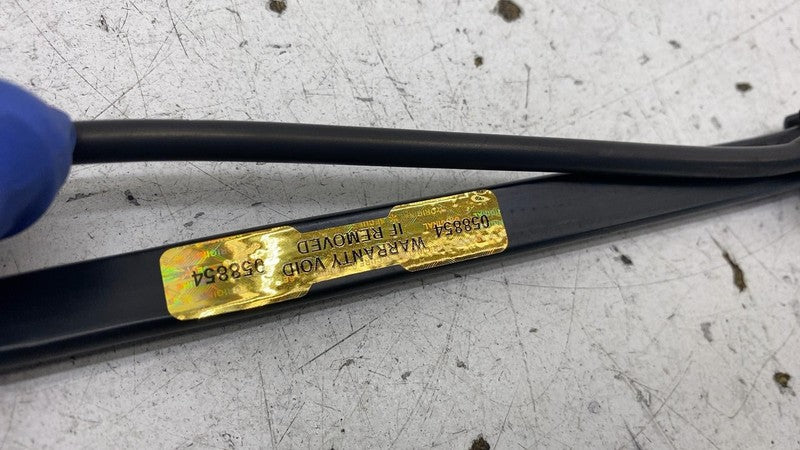 058854
WARRANTY VOID
IF REMOVED
058854